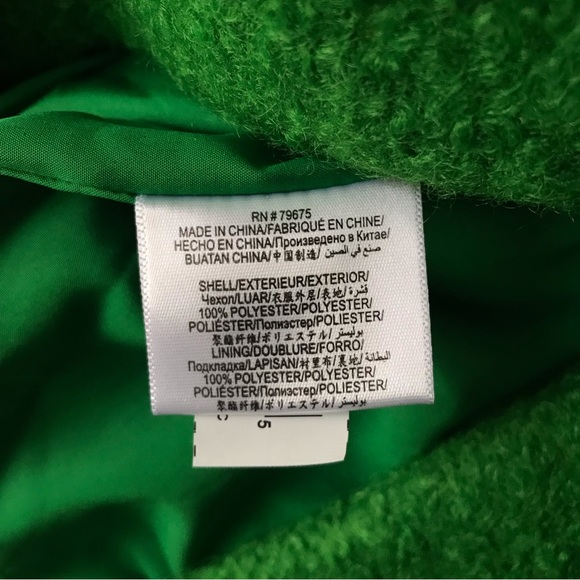 RN # 79675
MADE IN CHINA/FABRIQUÉ EN CHINE/
HECHO EN CHINA/Произведено в Китае/
BUATAN CHINA/中国制造/ صنع في الصين
SHELL/EXTERIEUR/EXTERIOR/
Чехол/LUAR/衣服外层/表地/ قشرة
100% POLYESTER/POLYESTER/
POLIÉSTER/Полиэстер/POLIESTER/
聚酯纤维/ポリエステル/ بوليستر
LINING/DOUBLURE/FORRO/
Подкладка/LAPISAN/衬里布/裏地/ البطانة
100% POLYESTER/POLYESTER/
POLIÉSTER/Полиэстер/POLIESTER/
聚酯纤维/ポリエステル/ بوليستر
5